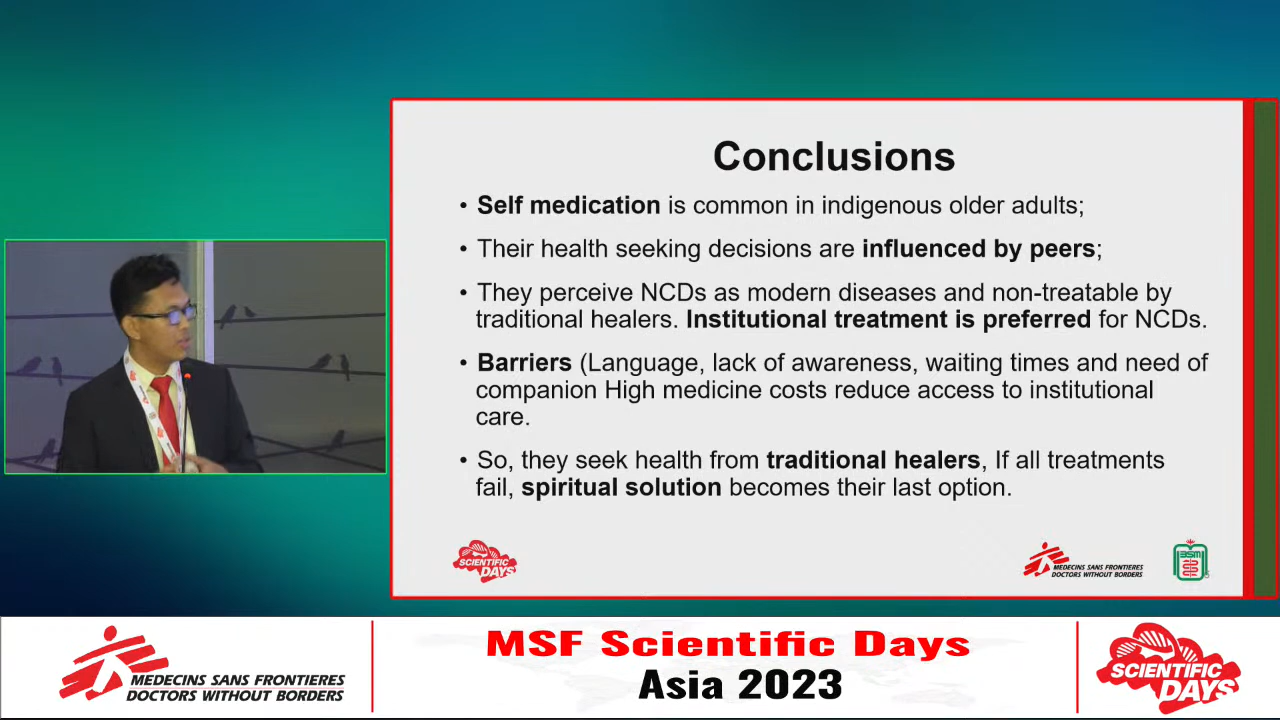 Conclusions
• Self medication is common in indigenous older adults;
• Their health seeking decisions are influenced by peers;
• They perceive NCDs as modern diseases and non-treatable by
traditional healers. Institutional treatment is preferred for NCDs.
• Barriers (Language, lack of awareness, waiting times and need of
companion High medicine costs reduce access to institutional
care.
• So, they seek health from traditional healers, If all treatments
fail, spiritual solution becomes their last option.
SCIENTIFIC
DAYS
MEDECINS SANS FRONTIERES
DOCTORS WITHOUT BORDERS
MEDECINS SANS FRONTIERES
DOCTORS WITHOUT BORDERS
MSF Scientific Days
Asia 2023
SCIENTIFIC
DAYS